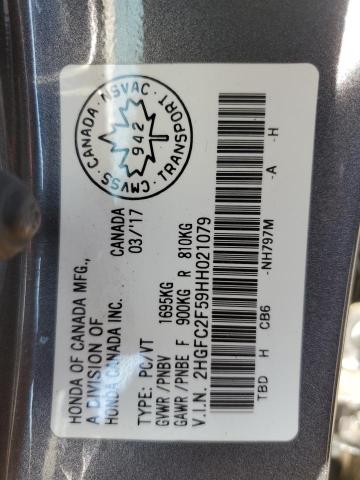 HONDA OF CANADA MFG.,
A DIVISION OF
HONDA CANADA INC.
CANADA
03/'17
TYPE: PC/VT
GVWR /PNBV 1695KG
GAWR /PNBE F 900KG R 810KG
V.I.N. 2HGFC2F59HH021079
TBD H CB6 -NH797M -A -H
CMVSS·CANADA·NSVAC·TRANSPORT·
942